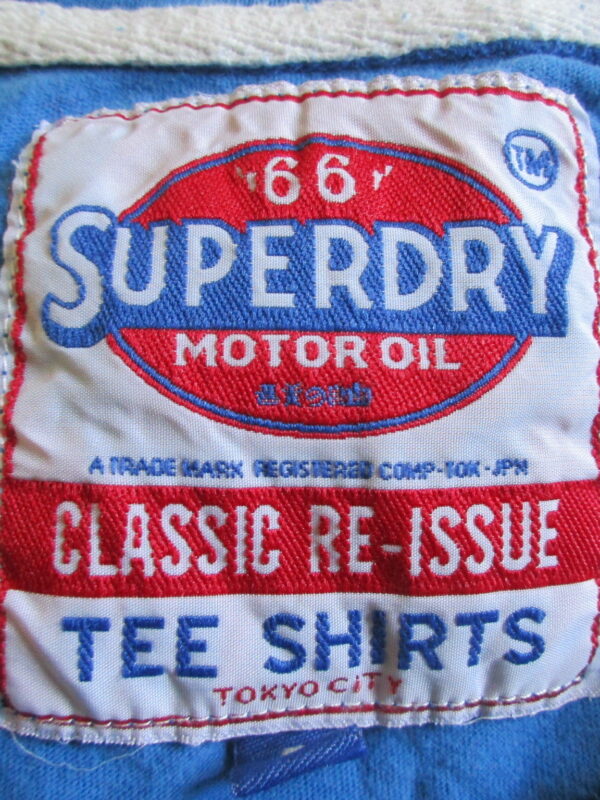 "66"
TM
SUPERDRY
MOTOR OIL
A TRADE MARK REGISTERED COMP-TOK-JPN
CLASSIC RE-ISSUE
TEE SHIRTS
TOKYO CITY